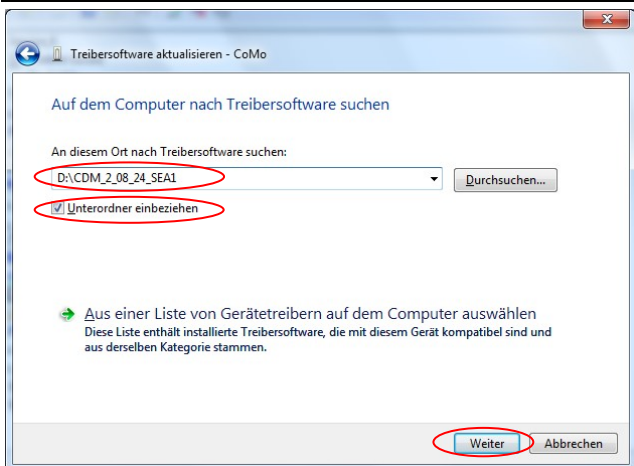 Treibersoftware aktualisieren - CoMo
Auf dem Computer nach Treibersoftware suchen
An diesem Ort nach Treibersoftware suchen:
D:\CDM_2_08_24_SEA1
Durchsuchen...
Unterordner einbeziehen
Aus einer Liste von Gerätetreibern auf dem Computer auswählen
Diese Liste enthält installierte Treibersoftware, die mit diesem Gerät kompatibel sind und
aus derselben Kategorie stammen.
Weiter
Abbrechen